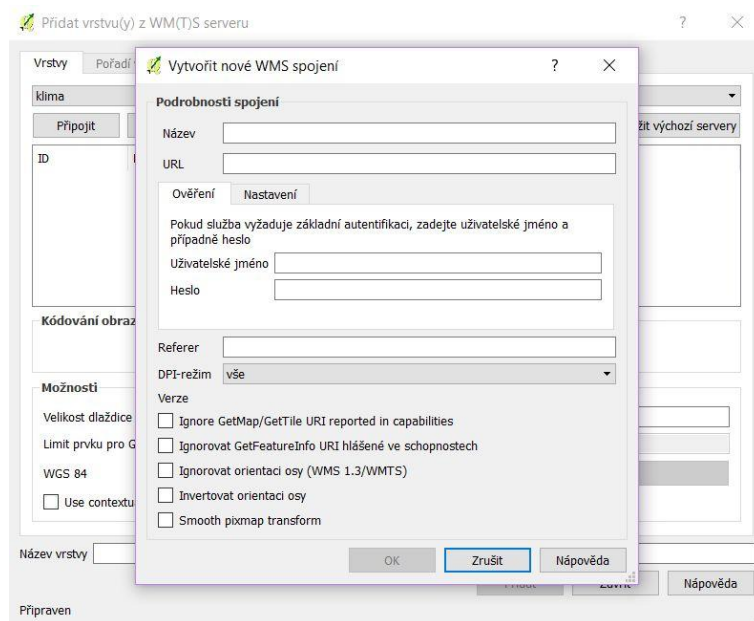 Přidat vrstvu(y) z WM(T)S serveru
?
Vrstvy
Pořadí
klima
Připojit
výchozí servery
ID
Kódování
Možnosti
Velikost dlaždice
Limit prvku pro
WGS 84
Use
Název vrstvy
Nápověda
Připraven
Vytvořit nové WMS spojení
?
Podrobnosti spojení
Název
URL
Ověření
Nastavení
Pokud služba vyžaduje základní autentifikaci, zadejte uživatelské jméno a
případně heslo
Uživatelské jméno
Heslo
Referer
DPI-režim vše
Verze
Ignore GetMap/GetTile URI reported in capabilities
Ignorovat GetFeatureInfo URI hlášené ve schopnostech
Ignorovat orientaci osy (WMS 1.3/WMTS)
Invertovat orientaci osy
Smooth pixmap transform
OK Zrušit Nápověda